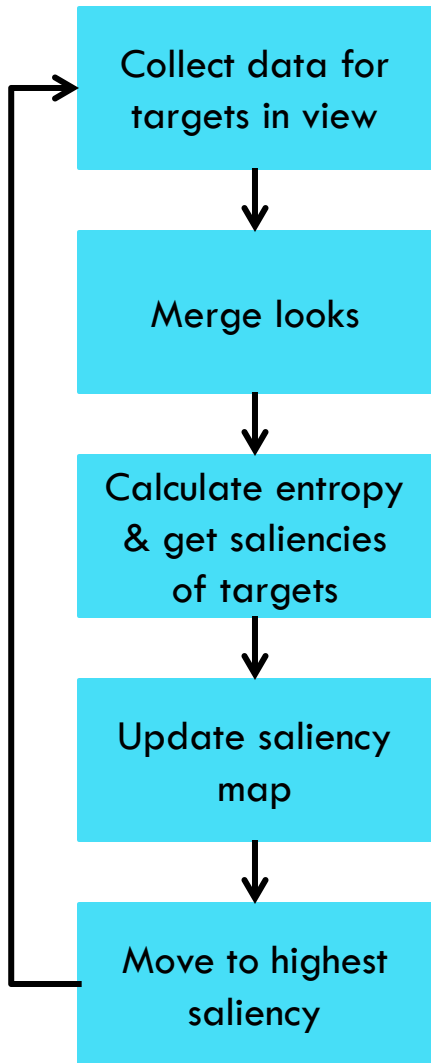 Collect data for
targets in view
Merge looks
Calculate entropy
& get saliencies
of targets
Update saliency
map
Move to highest
saliency